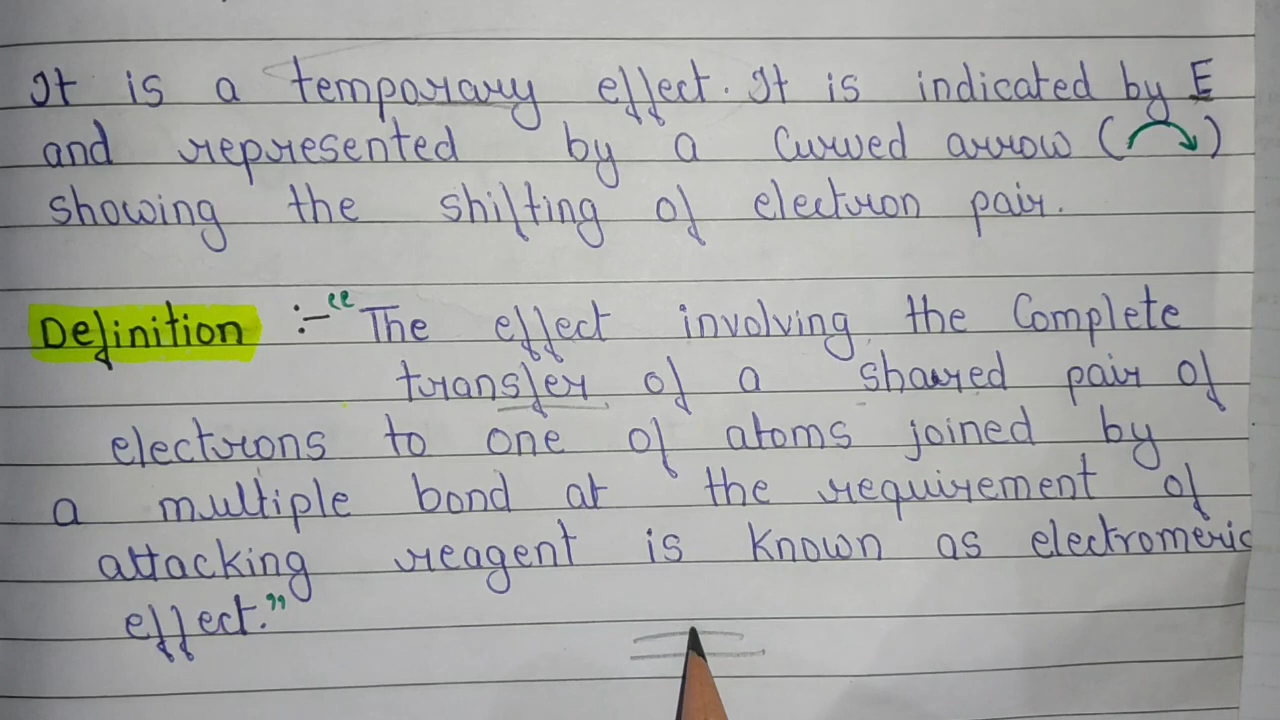 It is a temporary effect. It is indicated by E
and represented by a Curved arrow (⤵)
showing the shifting of electron pair.
Definition :- “The effect involving the Complete
transfer of a shared pair of
electrons to one of atoms joined by
a multiple bond at the requirement of
attacking reagent is known as electromeric
effect.”